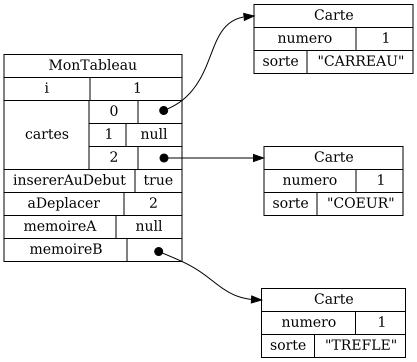 MonTableau
i 1
cartes
0
1 null
2
insererAuDebut true
aDeplacer 2
memoireA null
memoireB
Carte
numero 1
sorte "CARREAU"
Carte
numero 1
sorte "COEUR"
Carte
numero 1
sorte "TREFLE"